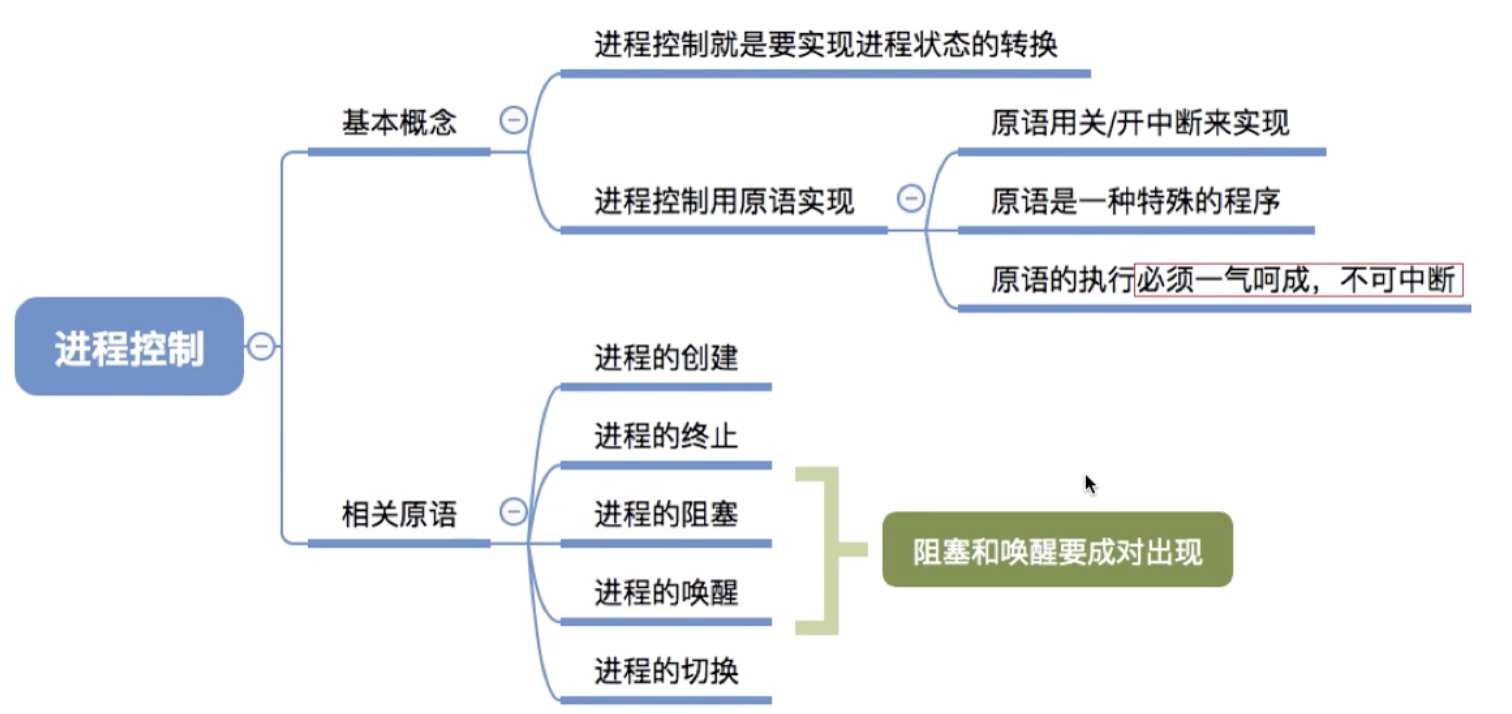 进程控制
基本概念
进程控制就是要实现进程状态的转换
进程控制用原语实现
原语用关/开中断来实现
原语是一种特殊的程序
原语的执行必须一气呵成，不可中断
相关原语
进程的创建
进程的终止
进程的阻塞
进程的唤醒
进程的切换
阻塞和唤醒要成对出现